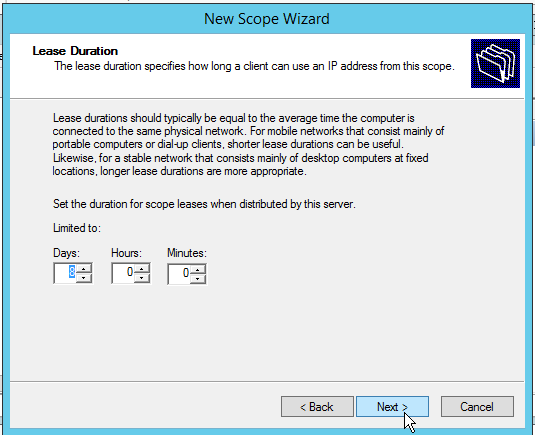 New Scope Wizard
Lease Duration
The lease duration specifies how long a client can use an IP address from this scope.
Lease durations should typically be equal to the average time the computer is
connected to the same physical network. For mobile networks that consist mainly of
portable computers or dial-up clients, shorter lease durations can be useful.
Likewise, for a stable network that consists mainly of desktop computers at fixed
locations, longer lease durations are more appropriate.
Set the duration for scope leases when distributed by this server.
Limited to:
Days: Hours: Minutes:
8 0 0
< Back Next > Cancel